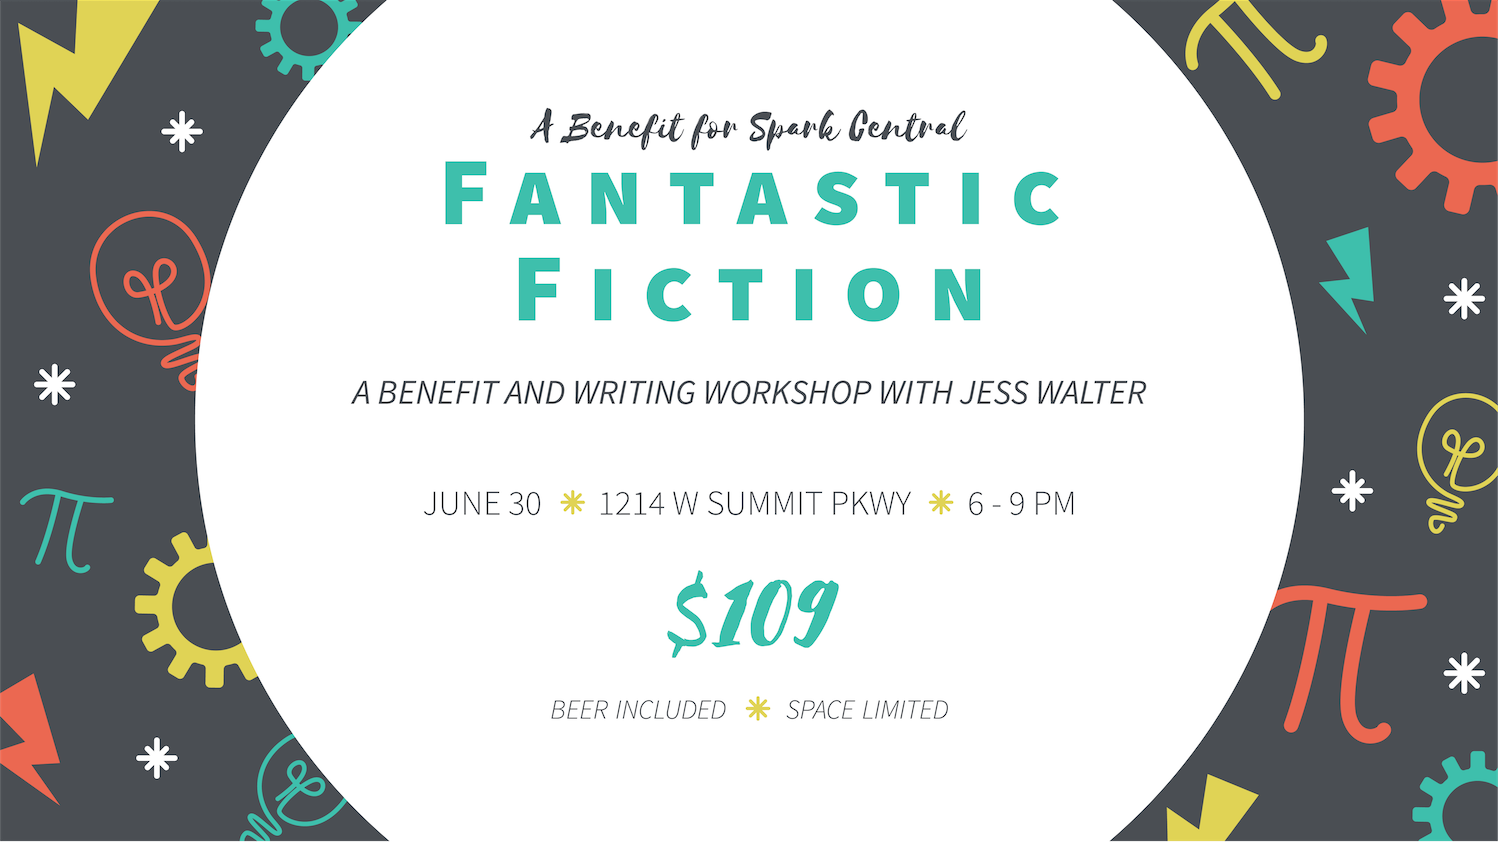 A Benefit for Spark Central
FANTASTIC
FICTION
A BENEFIT AND WRITING WORKSHOP WITH JESS WALTER
JUNE 30 ✷ 1214 W SUMMIT PKWY ✷ 6 - 9 PM
$109
BEER INCLUDED ✷ SPACE LIMITED